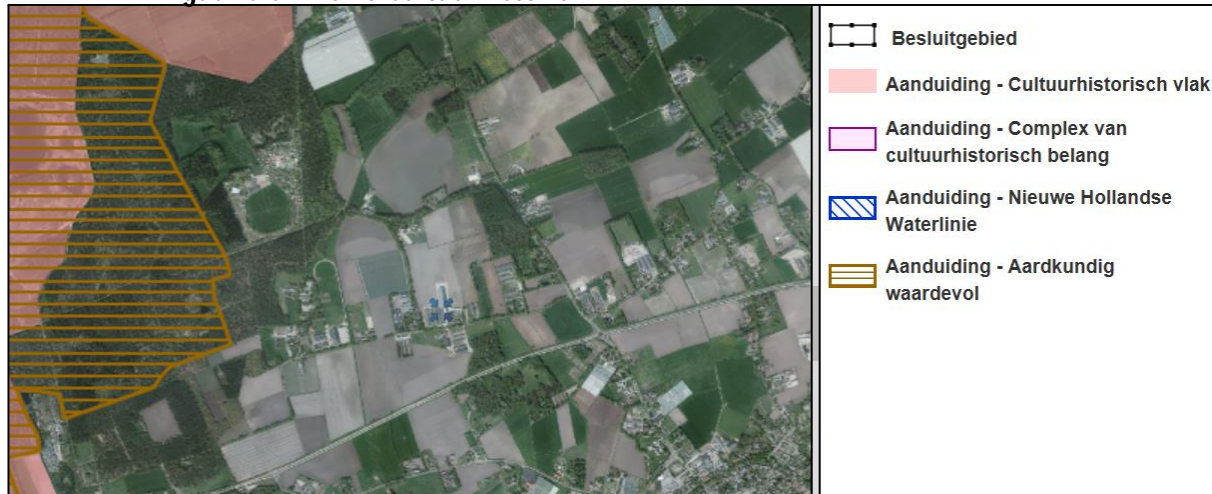 Besluitgebied
Aanduiding - Cultuurhistorisch vlak
Aanduiding - Complex van
cultuurhistorisch belang
Aanduiding - Nieuwe Hollandse
Waterlinie
Aanduiding - Aardkundig
waardevol